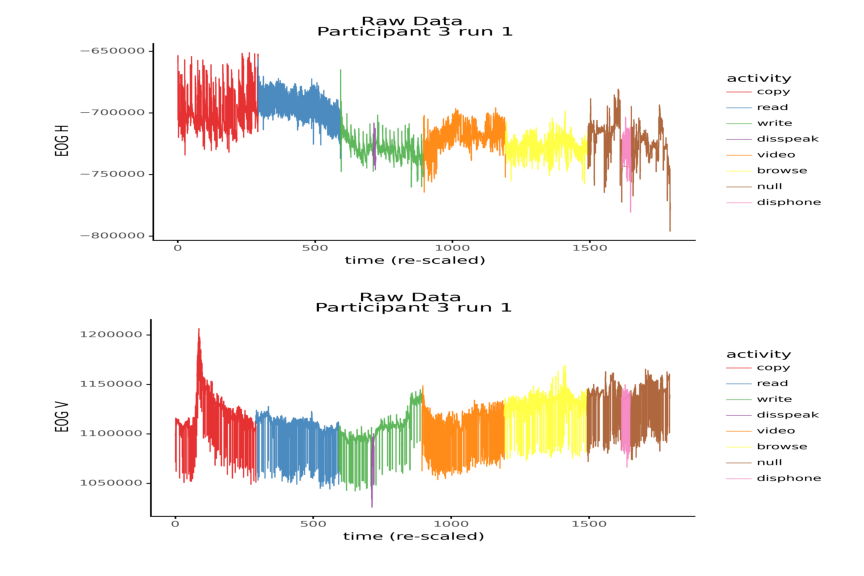 Raw Data
Participant 3 run 1
−650000
−700000
−750000
−800000
EOG H
0
500
1000
1500
time (re-scaled)
activity
copy
read
write
disspeak
video
browse
null
disphone
Raw Data
Participant 3 run 1
1200000
1150000
1100000
1050000
EOG V
0
500
1000
1500
time (re-scaled)
activity
copy
read
write
disspeak
video
browse
null
disphone